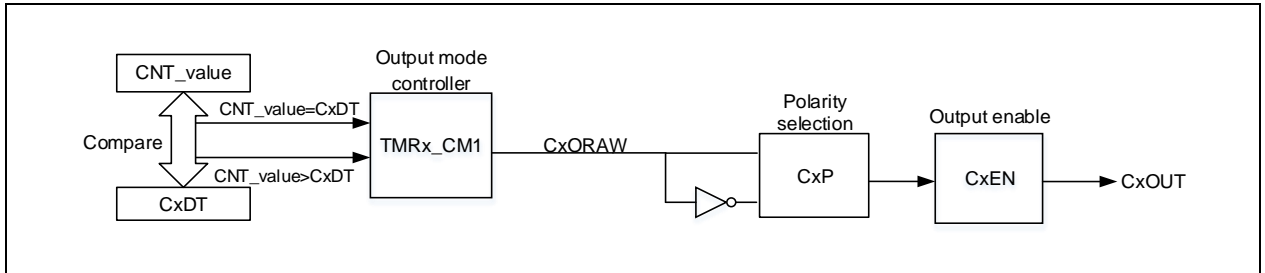 Output mode
controller
CNT_value
CNT_value=CxDT
Compare
TMRx_CM1
CNT_value>CxDT
CxDT
CxORAW
Polarity
selection
CxP
Output enable
CxEN
CxOUT